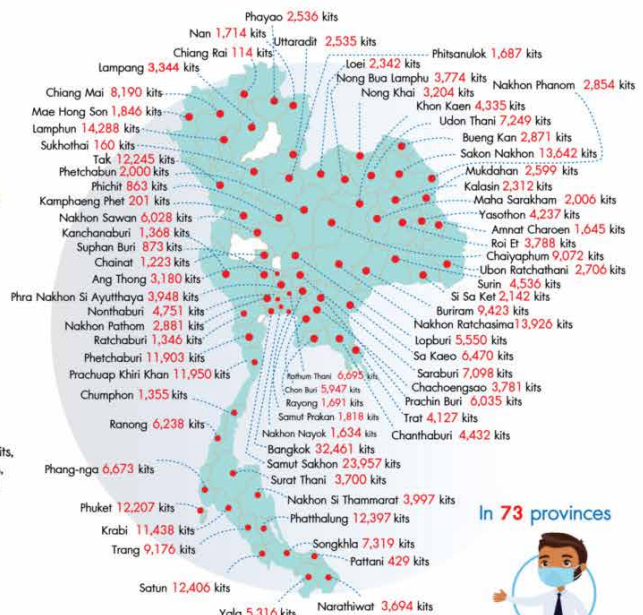 Phayao 2,536 kits
Nan 1,714 kits
Uttaradit 2,535 kits
Chiang Rai 114 kits
Phitsanulok 1,687 kits
Loei 2,342 kits
Lampang 3,344 kits
Nong Bua Lamphu 3,774 kits
Nakhon Phanom 2,854 kits
Nong Khai 3,204 kits
Chiang Mai 8,190 kits
Khon Kaen 4,335 kits
Mae Hong Son 1,846 kits
Udon Thani 7,249 kits
Lamphun 14,288 kits
Bueng Kan 2,871 kits
Sukhothai 160 kits
Sakon Nakhon 13,642 kits
Tak 12,245 kits
Mukdahan 2,599 kits
Phetchabun 2,000 kits
Kalasin 2,312 kits
Phichit 863 kits
Maha Sarakham 2,006 kits
Kamphaeng Phet 201 kits
Yasothon 4,237 kits
Nakhon Sawan 6,028 kits
Amnat Charoen 1,645 kits
Kanchanaburi 1,368 kits
Roi Et 3,788 kits
Suphan Buri 873 kits
Chaiyaphum 9,072 kits
Chainat 1,223 kits
Ubon Ratchathani 2,706 kits
Ang Thong 3,180 kits
Surin 4,536 kits
Phra Nakhon Si Ayutthaya 3,948 kits
Si Sa Ket 2,142 kits
Nonthaburi 4,751 kits
Buriram 9,423 kits
Nakhon Pathom 2,881 kits
Nakhon Ratchasima 13,926 kits
Ratchaburi 1,346 kits
Lopburi 5,550 kits
Phetchaburi 11,903 kits
Sa Kaeo 6,470 kits
Prachuap Khiri Khan 11,950 kits
Saraburi 7,098 kits
Pathum Thani 6,695 kits
Chachoengsao 3,781 kits
Chon Buri 5,947 kits
Prachin Buri 6,035 kits
Chumphon 1,355 kits
Rayong 1,691 kits
Trat 4,127 kits
Samut Prakan 1,818 kits
Ranong 6,238 kits
Nakhon Nayok 1,634 kits
Chanthaburi 4,432 kits
Bangkok 32,461 kits
its,
Samut Sakhon 23,957 kits
Phang-nga 6,673 kits
Surat Thani 3,700 kits
Nakhon Si Thammarat 3,997 kits
Phuket 12,207 kits
Phatthalung 12,397 kits
In 73 provinces
Krabi 11,438 kits
Songkhla 7,319 kits
Trang 9,176 kits
Pattani 429 kits
Satun 12,406 kits
Yala 5,316 kits
Narathiwat 3,694 kits